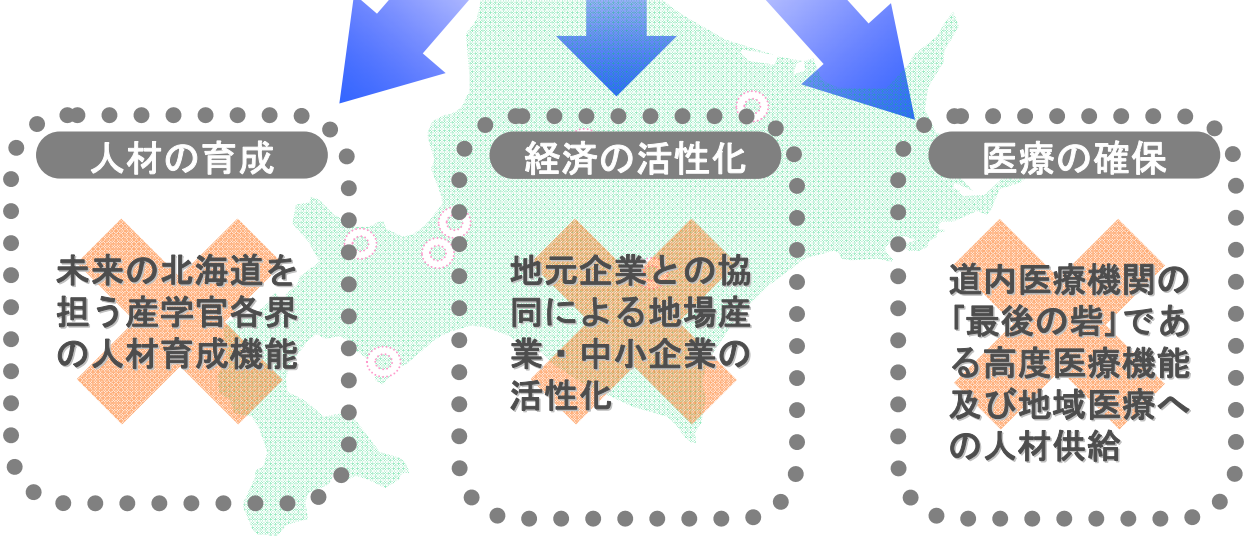 人材の育成
未来の北海道を
担う産学官各界
の人材育成機能
経済の活性化
地元企業との協
同による地場産
業・中小企業の
活性化
医療の確保
道内医療機関の
「最後の砦」であ
る高度医療機能
及び地域医療へ
の人材供給